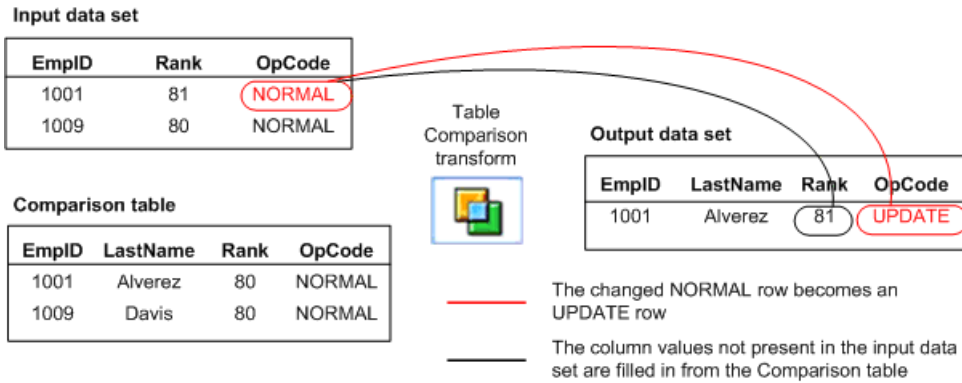 Input data set
EmpID Rank OpCode
1001 81 NORMAL
1009 80 NORMAL
Table
Comparison
transform
Output data set
EmpID LastName Rank OpCode
1001 Alverez 81 UPDATE
Comparison table
EmpID LastName Rank OpCode
1001 Alverez 80 NORMAL
1009 Davis 80 NORMAL
The changed NORMAL row becomes an
UPDATE row
The column values not present in the input data
set are filled in from the Comparison table